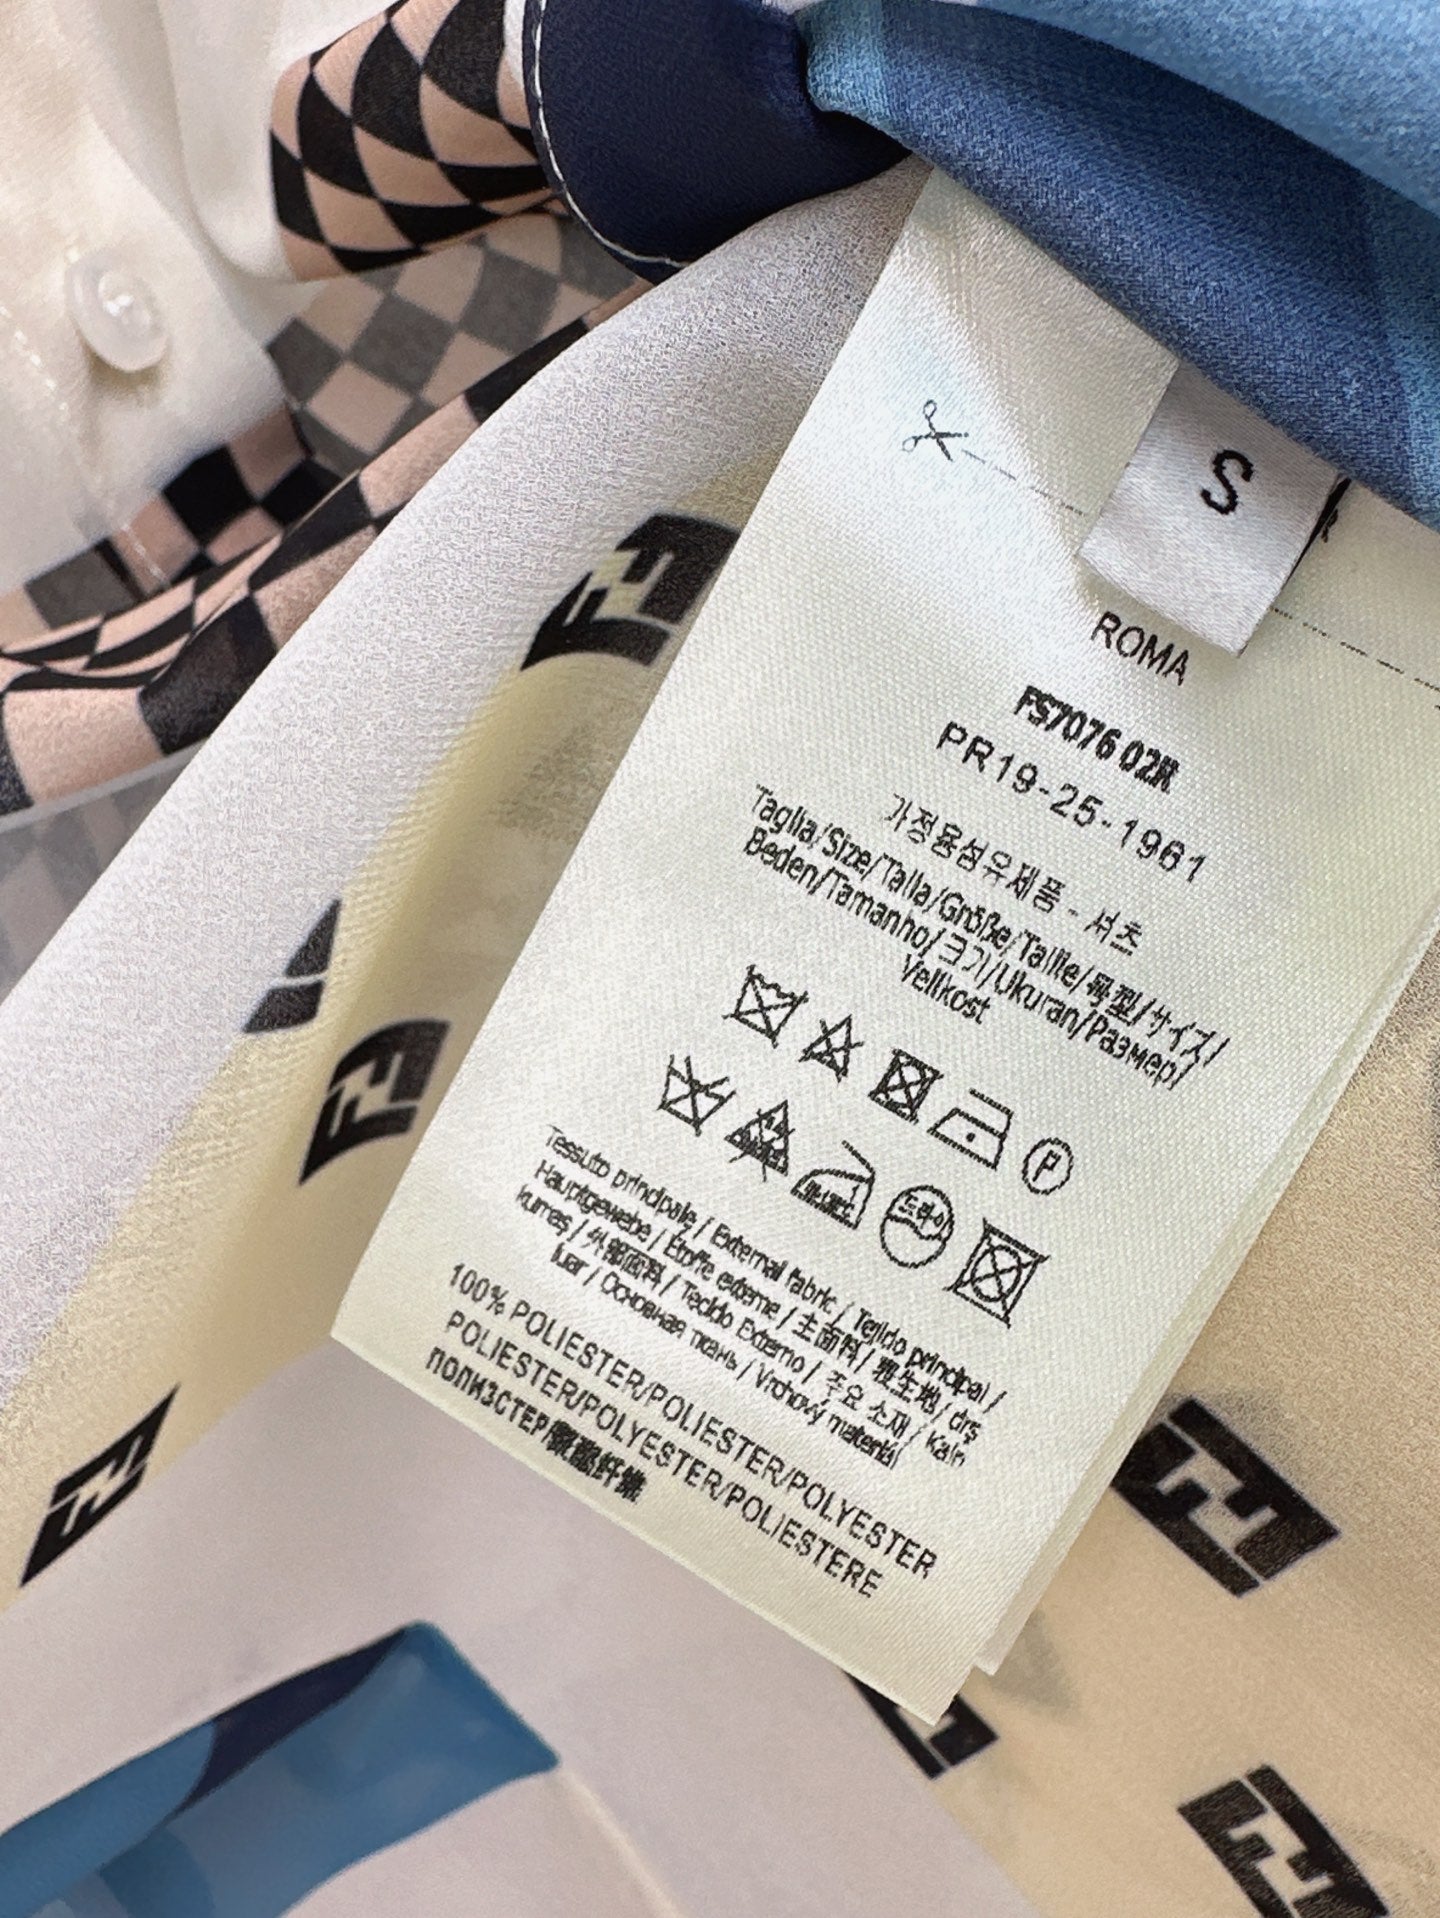 S
R
ROMA
FS7076 02R
PR19-25-1961
가정용섬유제품 - 셔츠
Taglia/Size/Talla/Größe/Taille/号型/サイズ/
Beden/Tamanho/크기/Ukuran/Размер/
Velikost
P
드라이
Tessuto principale / External fabric / Tejido principal /
Hauptgewebe / Étoffe externe / 主面料 / 表生地 / dış
kumaş / 外部面料 / Tecido Externo / 주요 소재 / Kain
luar / Основная ткань / Vrchový materiál
100% POLIESTER/POLIESTER/POLYESTER
POLIESTER/POLYESTER/POLIESTERE
ПОЛИЭСТЕР/聚酯纤维